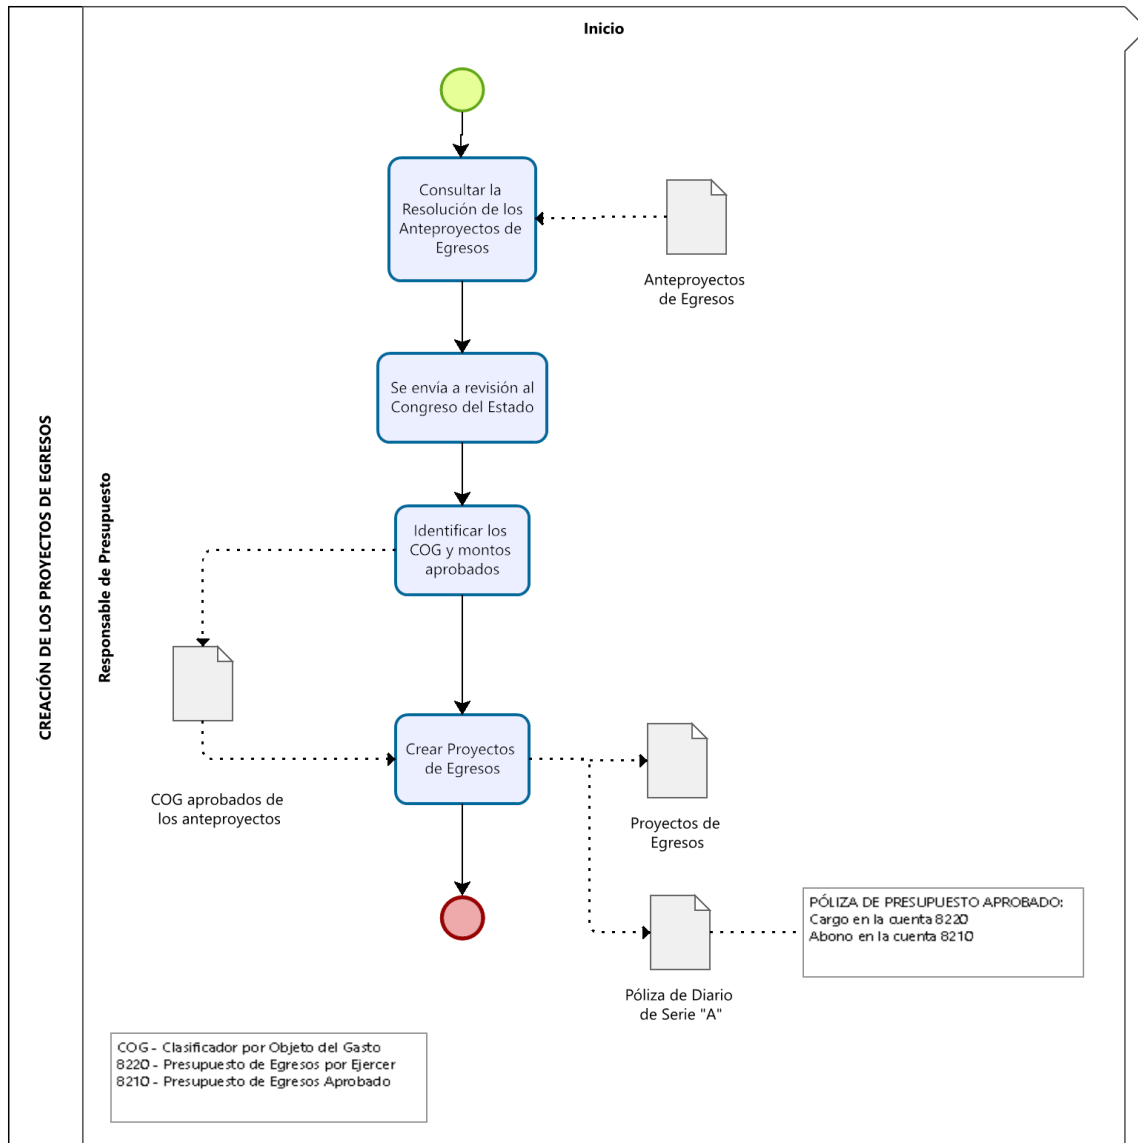 Inicio
CREACIÓN DE LOS PROYECTOS DE EGRESOS
Responsable de Presupuesto
Consultar la
Resolución de los
Anteproyectos de
Egresos
Anteproyectos
de Egresos
Se envía a revisión al
Congreso del Estado
Identificar los
COG y montos
aprobados
COG aprobados de
los anteproyectos
Crear Proyectos
de Egresos
Proyectos de
Egresos
Póliza de Diario
de Serie "A"
PÓLIZA DE PRESUPUESTO APROBADO:
Cargo en la cuenta 8220
Abono en la cuenta 8210
COG - Clasificador por Objeto del Gasto
8220 - Presupuesto de Egresos por Ejercer
8210 - Presupuesto de Egresos Aprobado